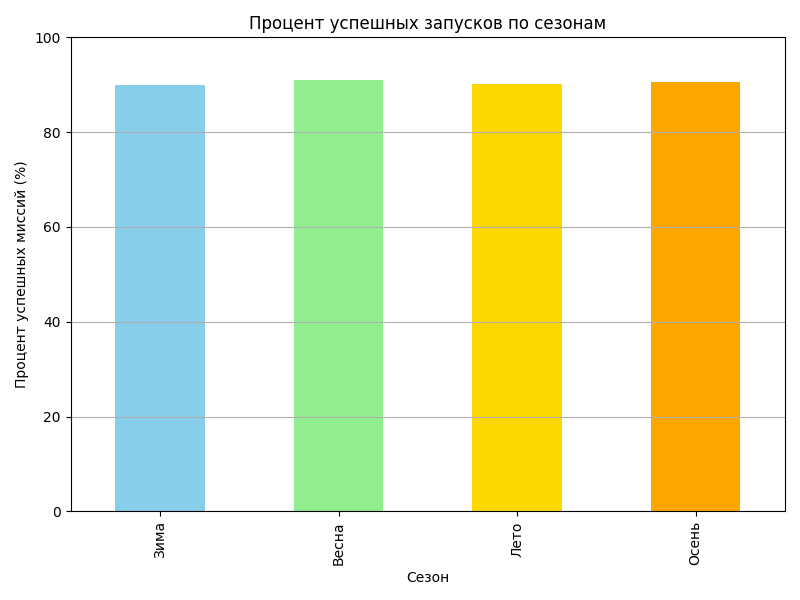 Процент успешных запусков по сезонам
Процент успешных миссий (%)
100
80
60
40
20
0
Зима
Весна
Лето
Осень
Сезон